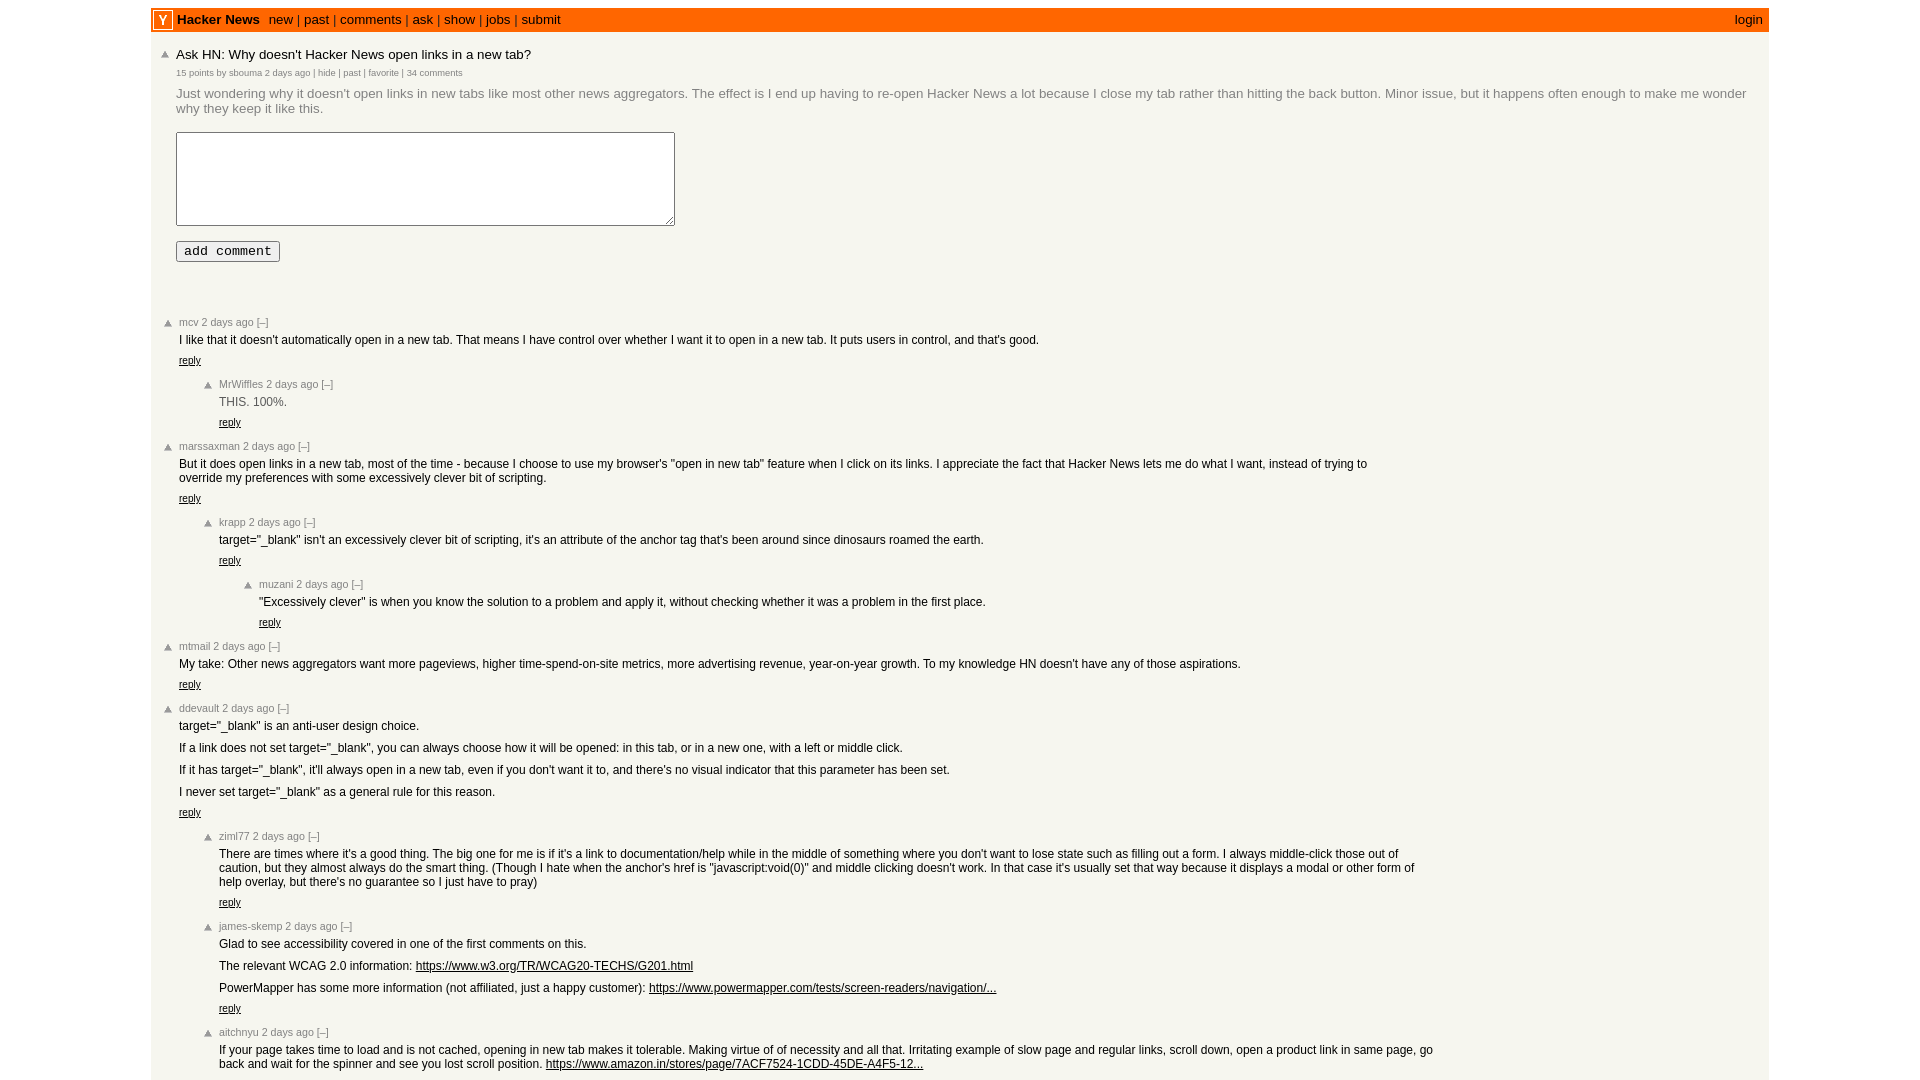 Y Hacker News new | past | comments | ask | show | jobs | submit login
Ask HN: Why doesn't Hacker News open links in a new tab?
15 points by sbouma 2 days ago | hide | past | favorite | 34 comments
Just wondering why it doesn't open links in new tabs like most other news aggregators. The effect is I end up having to re-open Hacker News a lot because I close my tab rather than hitting the back button. Minor issue, but it happens often enough to make me wonder
why they keep it like this.
add comment
mcv 2 days ago [–]
I like that it doesn't automatically open in a new tab. That means I have control over whether I want it to open in a new tab. It puts users in control, and that's good.
reply
MrWiffles 2 days ago [–]
THIS. 100%.
reply
marssaxman 2 days ago [–]
But it does open links in a new tab, most of the time - because I choose to use my browser's "open in new tab" feature when I click on its links. I appreciate the fact that Hacker News lets me do what I want, instead of trying to
override my preferences with some excessively clever bit of scripting.
reply
krapp 2 days ago [–]
target="_blank" isn't an excessively clever bit of scripting, it's an attribute of the anchor tag that's been around since dinosaurs roamed the earth.
reply
muzani 2 days ago [–]
"Excessively clever" is when you know the solution to a problem and apply it, without checking whether it was a problem in the first place.
reply
mtmail 2 days ago [–]
My take: Other news aggregators want more pageviews, higher time-spend-on-site metrics, more advertising revenue, year-on-year growth. To my knowledge HN doesn't have any of those aspirations.
reply
ddevault 2 days ago [–]
target="_blank" is an anti-user design choice.
If a link does not set target="_blank", you can always choose how it will be opened: in this tab, or in a new one, with a left or middle click.
If it has target="_blank", it'll always open in a new tab, even if you don't want it to, and there's no visual indicator that this parameter has been set.
I never set target="_blank" as a general rule for this reason.
reply
ziml77 2 days ago [–]
There are times where it's a good thing. The big one for me is if it's a link to documentation/help while in the middle of something where you don't want to lose state such as filling out a form. I always middle-click those out of
caution, but they almost always do the smart thing. (Though I hate when the anchor's href is "javascript:void(0)" and middle clicking doesn't work. In that case it's usually set that way because it displays a modal or other form of
help overlay, but there's no guarantee so I just have to pray)
reply
james-skemp 2 days ago [–]
Glad to see accessibility covered in one of the first comments on this.
The relevant WCAG 2.0 information: https://www.w3.org/TR/WCAG20-TECHS/G201.html
PowerMapper has some more information (not affiliated, just a happy customer): https://www.powermapper.com/tests/screen-readers/navigation/...
reply
aitchnyu 2 days ago [–]
If your page takes time to load and is not cached, opening in new tab makes it tolerable. Making virtue of of necessity and all that. Irritating example of slow page and regular links, scroll down, open a product link in same page, go
back and wait for the spinner and see you lost scroll position. https://www.amazon.in/stores/page/7ACF7524-1CDD-45DE-A4F5-12...